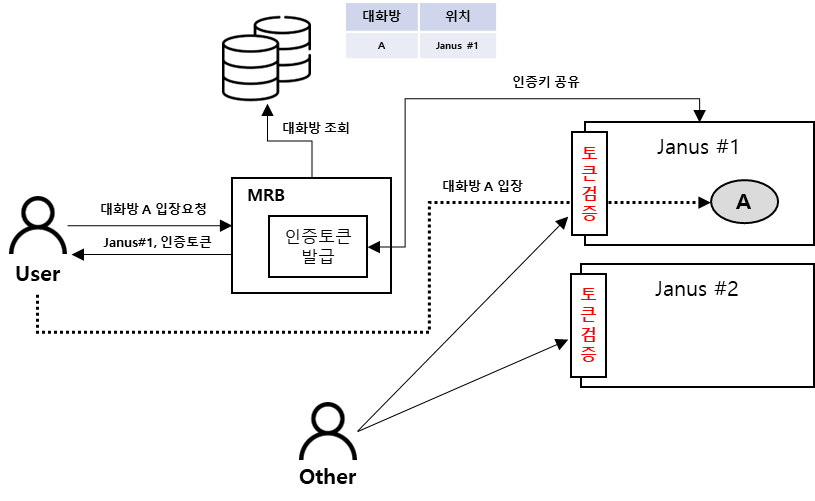 대화방 위치
A Janus #1
인증키 공유
대화방 조회
Janus #1
토큰검증
대화방 A 입장
A
MRB
대화방 A 입장요청
인증토큰
발급
Janus#1, 인증토큰
User
Janus #2
토큰검증
Other